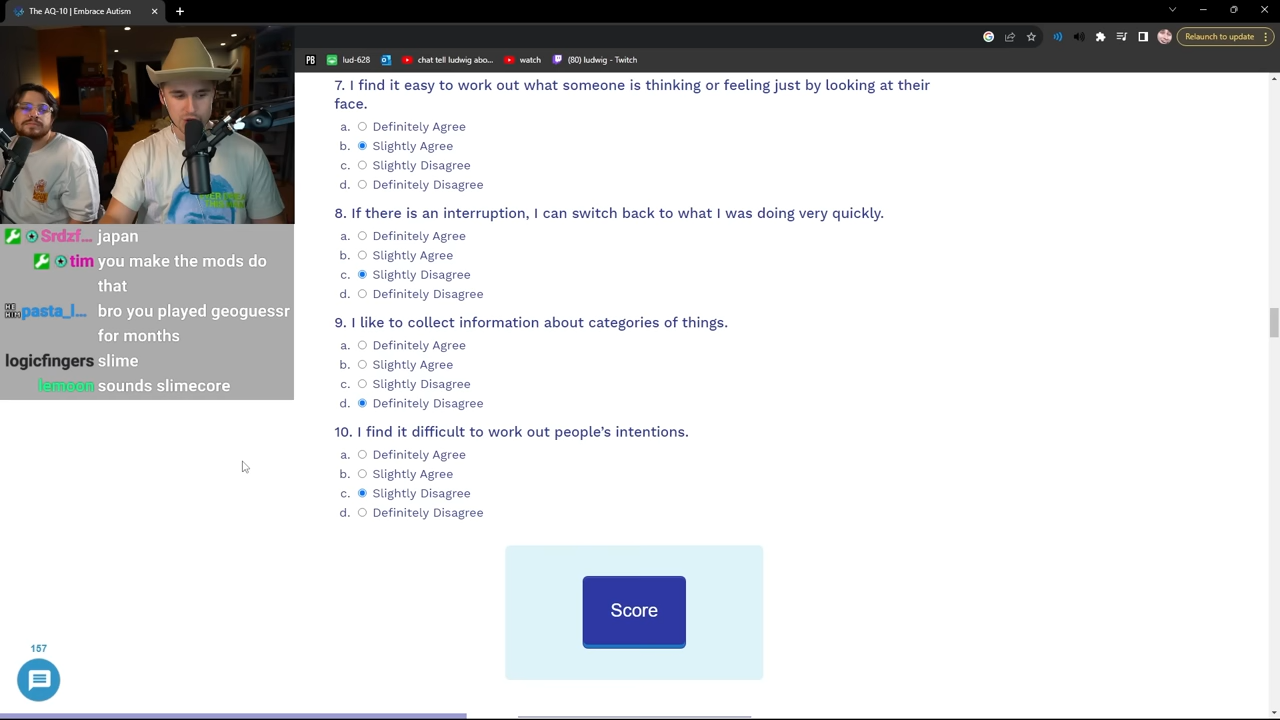 The AQ-10 | Embrace Autism
Relaunch to update
PB
lud-628
chat tell ludwig abo...
watch
(80) ludwig - Twitch
Srdzf... japan
tim you make the mods do
that
HE HIM pasta_l... bro you played geoguessr
for months
logicfingers slime
lemoon sounds slimecore
7. I find it easy to work out what someone is thinking or feeling just by looking at their
face.
a. Definitely Agree
b. Slightly Agree
c. Slightly Disagree
d. Definitely Disagree
8. If there is an interruption, I can switch back to what I was doing very quickly.
a. Definitely Agree
b. Slightly Agree
c. Slightly Disagree
d. Definitely Disagree
9. I like to collect information about categories of things.
a. Definitely Agree
b. Slightly Agree
c. Slightly Disagree
d. Definitely Disagree
10. I find it difficult to work out people’s intentions.
a. Definitely Agree
b. Slightly Agree
c. Slightly Disagree
d. Definitely Disagree
Score
157